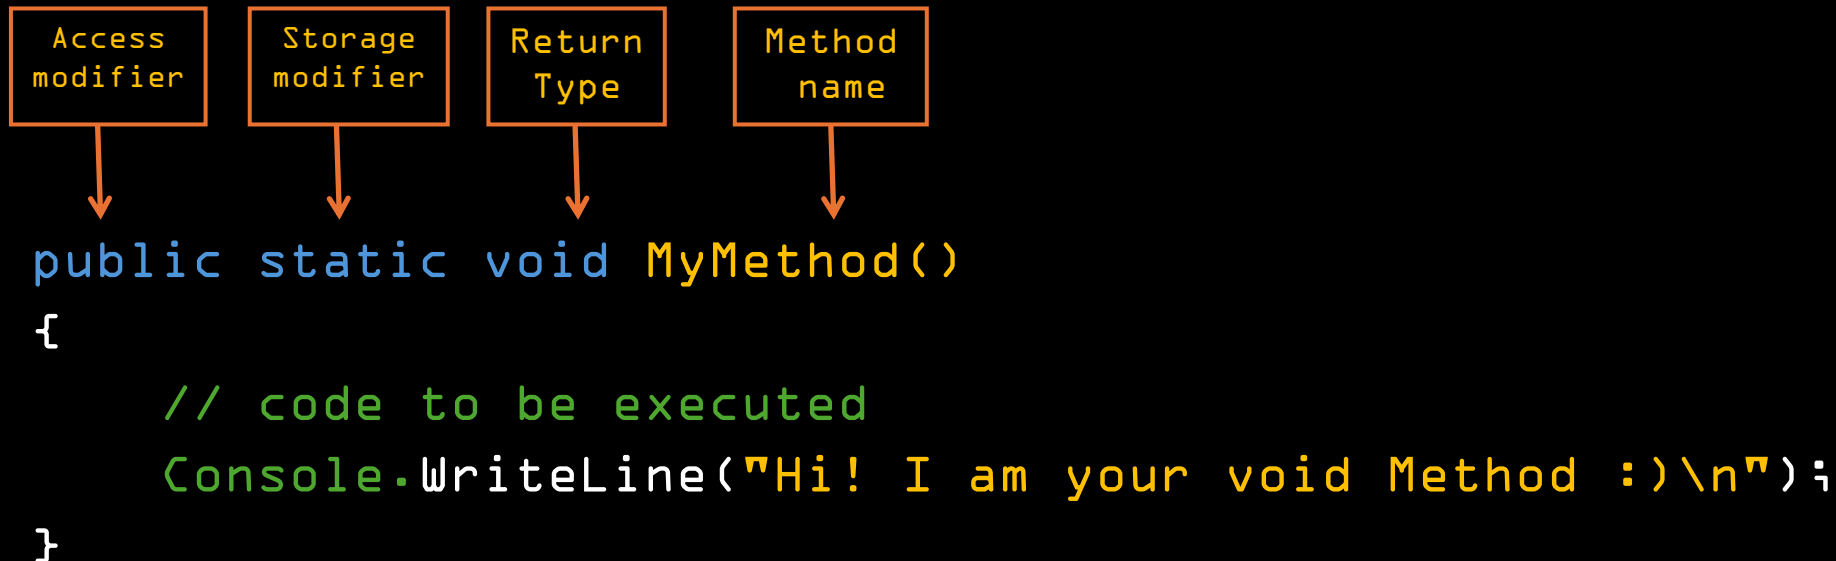 Access
modifier
Storage
modifier
Return
Type
Method
name
public static void MyMethod()
{
// code to be executed
Console.WriteLine("Hi! I am your void Method :)\n");
}